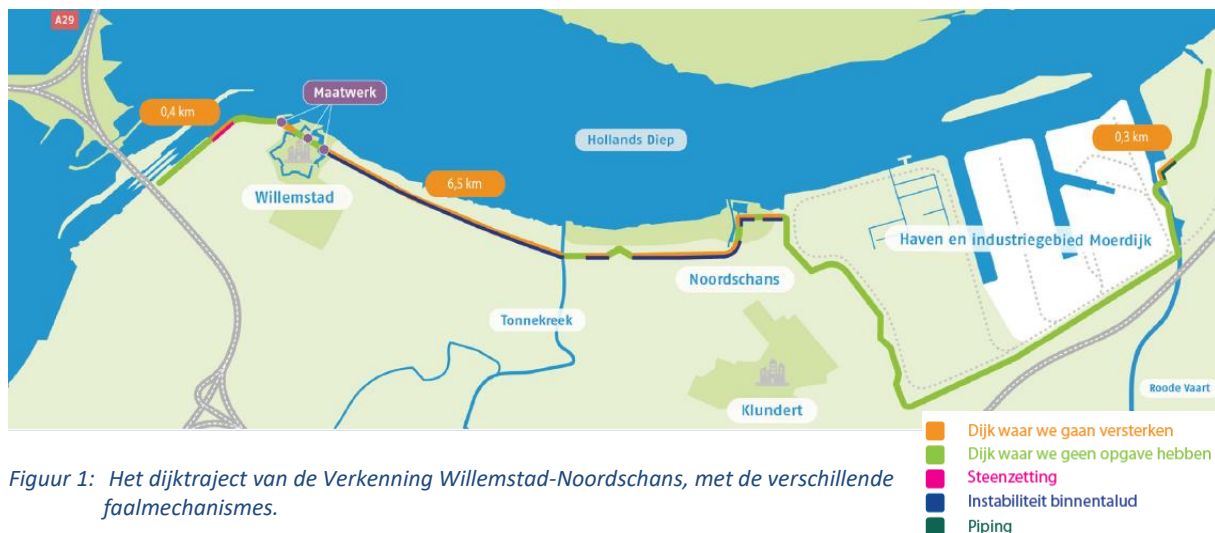 A29
Maatwerk
0,4 km
0,3 km
Hollands Diep
6,5 km
Willemstad
Haven en industriegebied Moerdijk
Noordschans
Tonnekreek
Roode Vaart
Klundert
Dijk waar we gaan versterken
Dijk waar we geen opgave hebben
Steenzetting
Instabiliteit binnentalud
Piping
Figuur 1: Het dijktraject van de Verkenning Willemstad-Noordschans, met de verschillende
faalmechanismes.